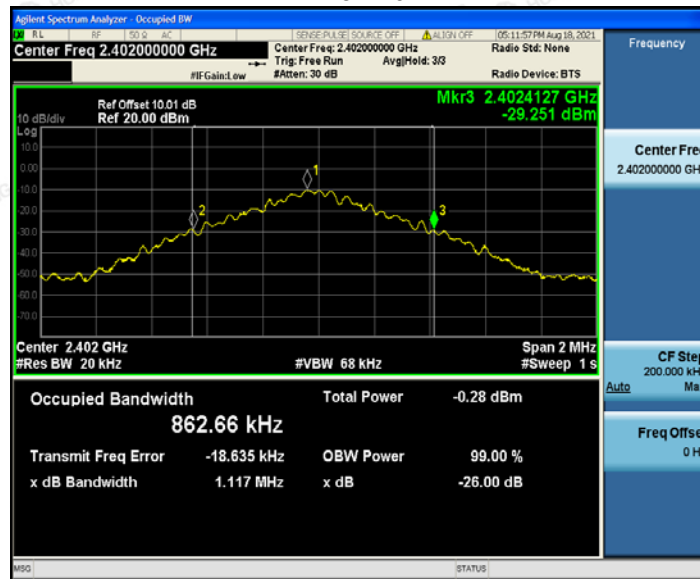 Agilent Spectrum Analyzer - Occupied BW
RL RF 50 Ω AC SENSE:PULSE SOURCE OFF ALIGN OFF 05:11:57 PM Aug 18, 2021
Center Freq 2.402000000 GHz Center Freq: 2.402000000 GHz Radio Std: None
Trig: Free Run Avg|Hold: 3/3
#IFGain:Low #Atten: 30 dB Radio Device: BTS
Frequency
Ref Offset 10.01 dB Mkr3 2.4024127 GHz
10 dB/div Ref 20.00 dBm -29.251 dBm
Log
10.0
0.00
-10.0
-30.0
-40.0
-50.0
-60.0
-70.0
1
2
3
Center 2.402 GHz Span 2 MHz
#Res BW 20 kHz #VBW 68 kHz #Sweep 1 s
Occupied Bandwidth Total Power -0.28 dBm
862.66 kHz
Transmit Freq Error -18.635 kHz OBW Power 99.00 %
x dB Bandwidth 1.117 MHz x dB -26.00 dB
Center Fre
2.402000000 GH
CF Step
200.000 kH
Auto Ma
Freq Offse
0 H
MSG STATUS